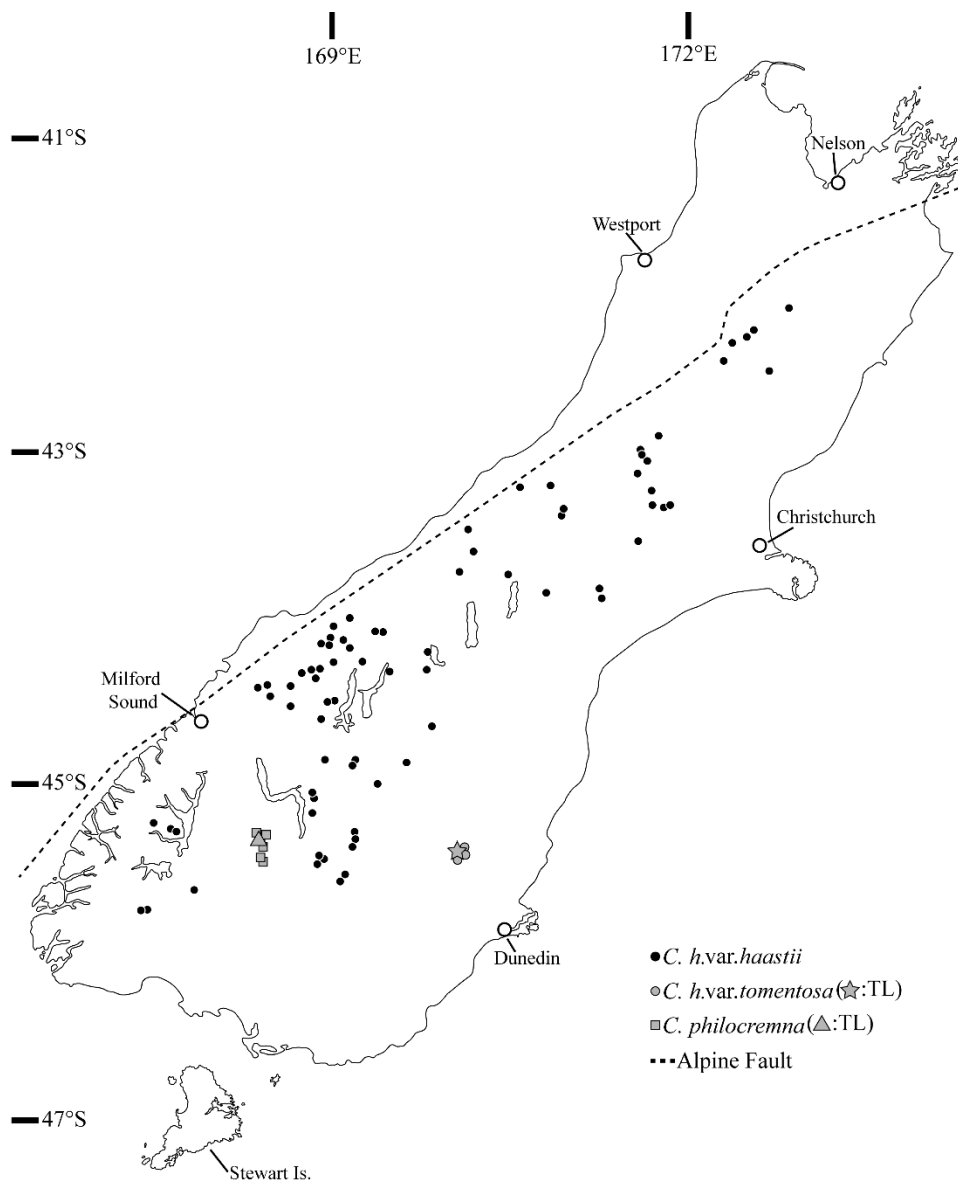 169°E
172°E
41°S
Nelson
Westport
43°S
Christchurch
Milford
Sound
45°S
Dunedin
C. h.var.haastii
C. h.var.tomentosa(★:TL)
C. philocremna(▲:TL)
Alpine Fault
47°S
Stewart Is.